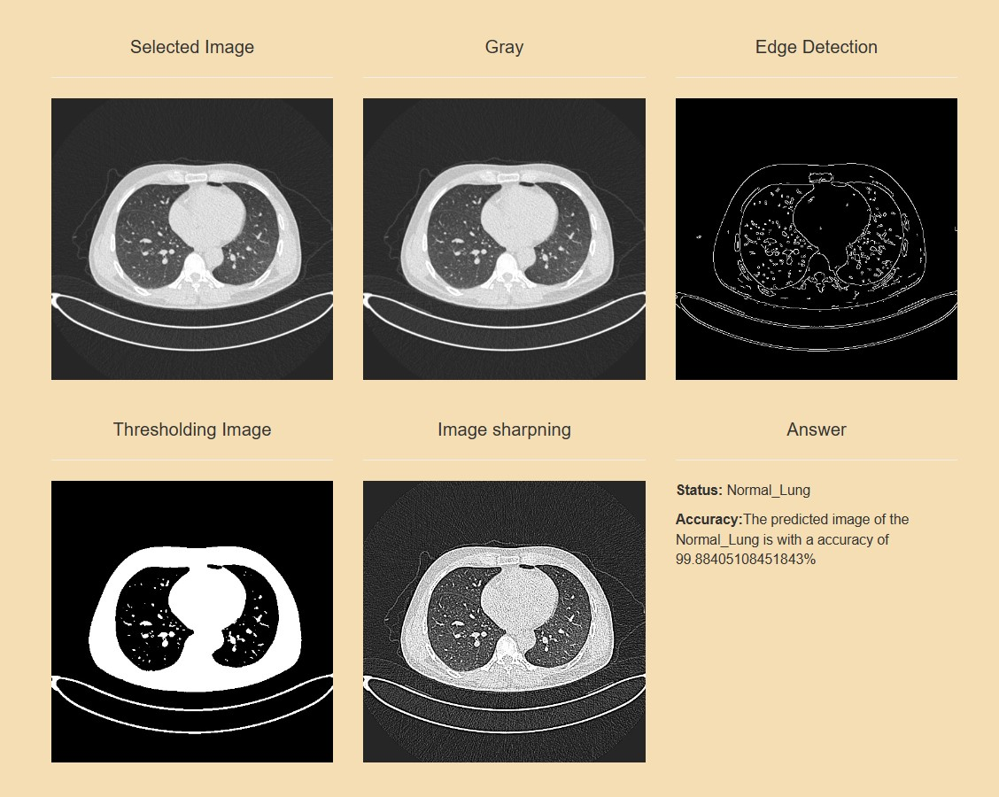 Selected Image
Gray
Edge Detection
Thresholding Image
Image sharpning
Answer
Status: Normal_Lung
Accuracy:The predicted image of the
Normal_Lung is with a accuracy of
99.88405108451843%